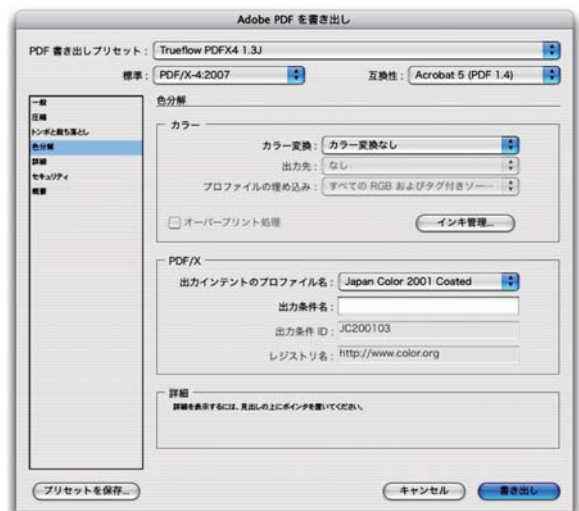 Adobe PDF を書き出し
PDF 書き出しプリセット： Trueflow PDFX4 1.3J
標準： PDF/X-4:2007 互換性： Acrobat 5 (PDF 1.4)
一般
圧縮
トンボと裁ち落とし
色分解
詳細
セキュリティ
概要
色分解
カラー
カラー変換： カラー変換なし
出力先： なし
プロファイルの埋め込み： すべての RGB およびタグ付きソー…
オーバープリント処理 インキ管理...
PDF/X
出力インテントのプロファイル名： Japan Color 2001 Coated
出力条件名：
出力条件 ID： JC200103
レジストリ名： http://www.color.org
詳細
詳細を表示するには、見出しの上にポインタを置いてください。
プリセットを保存... キャンセル 書き出し